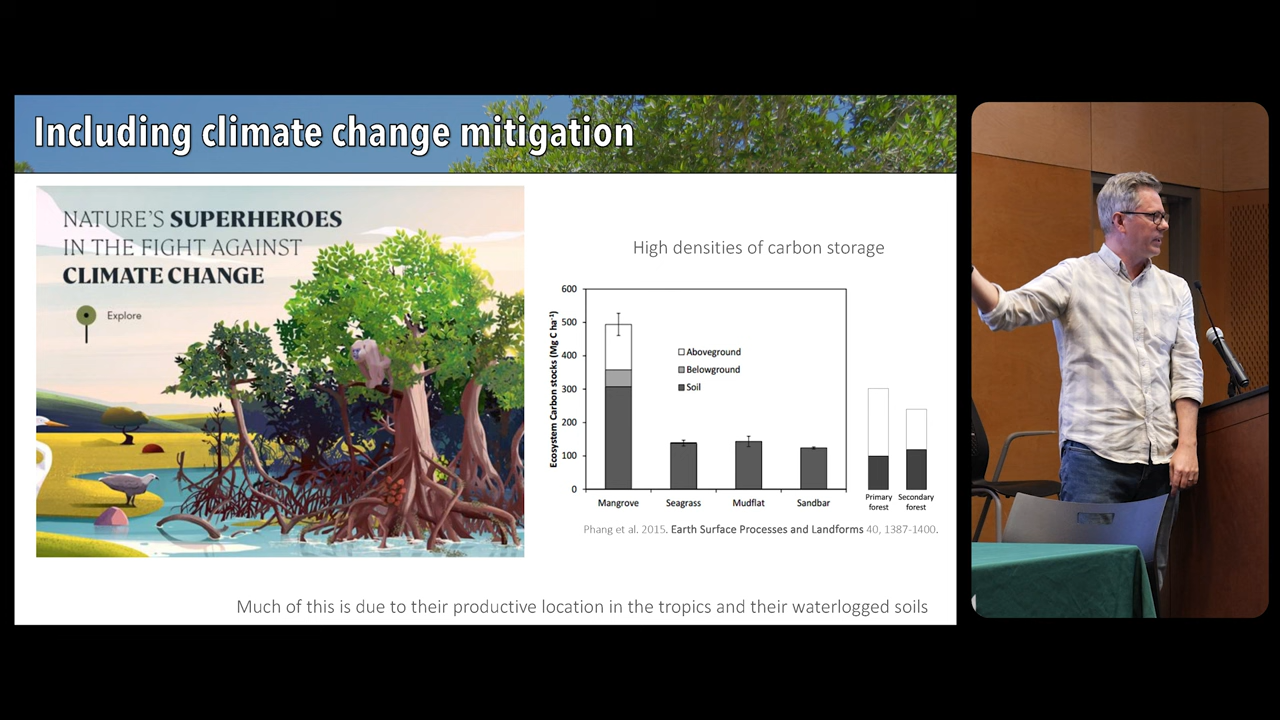 Including climate change mitigation
NATURE'S SUPERHEROES
IN THE FIGHT AGAINST
CLIMATE CHANGE
Explore
High densities of carbon storage
Ecosystem Carbon stocks (Mg C ha⁻¹)
600
500
400
300
200
100
0
Aboveground
Belowground
Soil
Mangrove
Seagrass
Mudflat
Sandbar
Primary
forest
Secondary
forest
Phang et al. 2015. Earth Surface Processes and Landforms 40, 1387-1400.
Much of this is due to their productive location in the tropics and their waterlogged soils